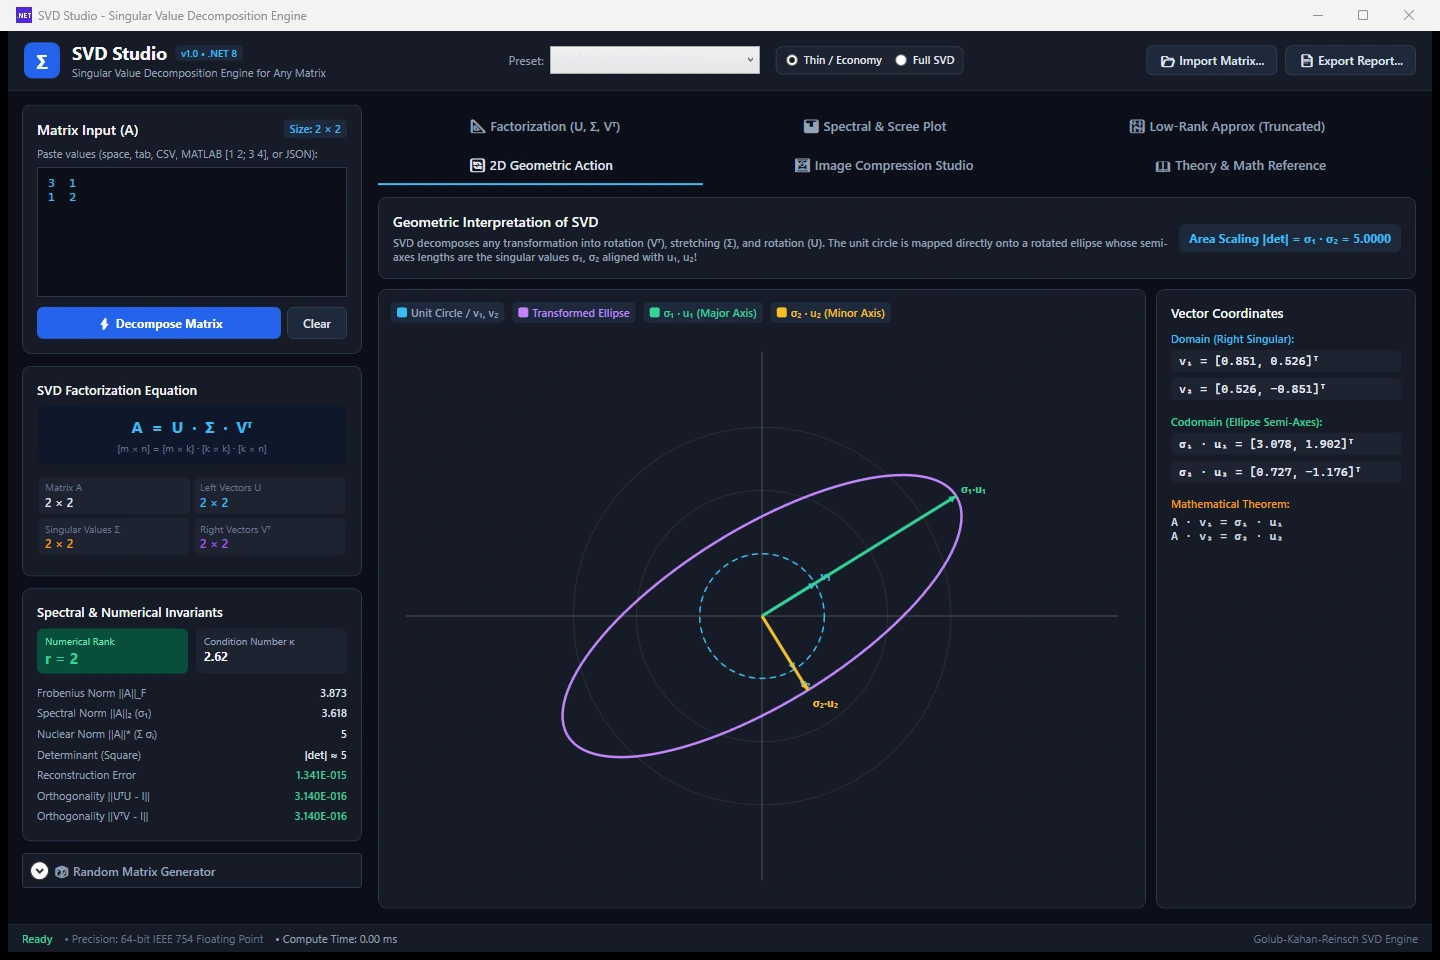 .NET SVD Studio - Singular Value Decomposition Engine
Σ SVD Studio v1.0 • .NET 8
Singular Value Decomposition Engine for Any Matrix
Preset:
Thin / Economy Full SVD
Import Matrix... Export Report...
Matrix Input (A) Size: 2 × 2
Paste values (space, tab, CSV, MATLAB [1 2; 3 4], or JSON):
3 1
1 2
Decompose Matrix Clear
SVD Factorization Equation
A = U · Σ · Vᵀ
[m × n] = [m × k] · [k × k] · [k × n]
Matrix A
2 × 2
Left Vectors U
2 × 2
Singular Values Σ
2 × 2
Right Vectors Vᵀ
2 × 2
Spectral & Numerical Invariants
Numerical Rank
r = 2
Condition Number κ
2.62
Frobenius Norm ||A||_F 3.873
Spectral Norm ||A||₂ (σ₁) 3.618
Nuclear Norm ||A||* (Σ σᵢ) 5
Determinant (Square) |det| ≈ 5
Reconstruction Error 1.341E-015
Orthogonality ||UᵀU - I|| 3.140E-016
Orthogonality ||VᵀV - I|| 3.140E-016
Random Matrix Generator
Factorization (U, Σ, Vᵀ) Spectral & Scree Plot Low-Rank Approx (Truncated)
2D Geometric Action Image Compression Studio Theory & Math Reference
Geometric Interpretation of SVD
SVD decomposes any transformation into rotation (Vᵀ), stretching (Σ), and rotation (U). The unit circle is mapped directly onto a rotated ellipse whose semi-
axes lengths are the singular values σ₁, σ₂ aligned with u₁, u₂!
Area Scaling |det| = σ₁ · σ₂ = 5.0000
Unit Circle / v₁, v₂ Transformed Ellipse σ₁ · u₁ (Major Axis) σ₂ · u₂ (Minor Axis)
σ₁·u₁
σ₂·u₂
Vector Coordinates
Domain (Right Singular):
v₁ = [0.851, 0.526]ᵀ
v₂ = [0.526, −0.851]ᵀ
Codomain (Ellipse Semi-Axes):
σ₁ · u₁ = [3.078, 1.902]ᵀ
σ₂ · u₂ = [0.727, −1.176]ᵀ
Mathematical Theorem:
A · v₁ = σ₁ · u₁
A · v₂ = σ₂ · u₂
Ready • Precision: 64-bit IEEE 754 Floating Point • Compute Time: 0.00 ms
Golub-Kahan-Reinsch SVD Engine